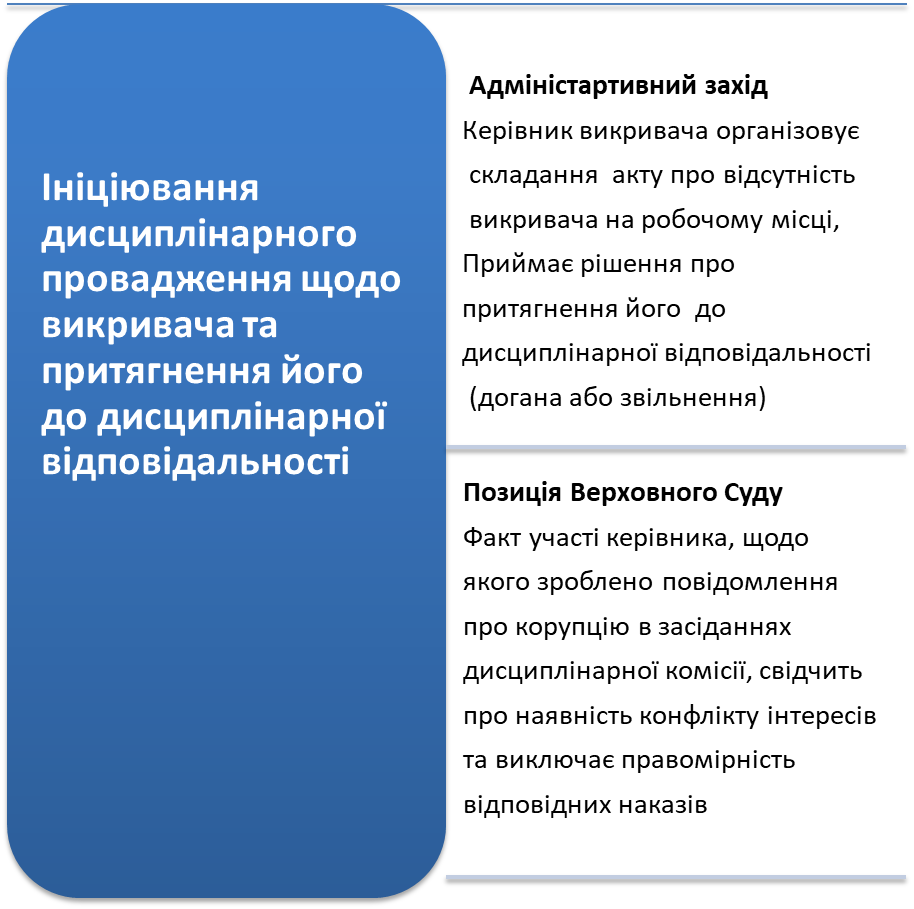 Ініціювання
дисциплінарного
провадження щодо
викривача та
притягнення його
до дисциплінарної
відповідальності
Адміністартивний захід
Керівник викривача організовує
складання акту про відсутність
викривача на робочому місці,
Приймає рішення про
притягнення його до
дисциплінарної відповідальності
(догана або звільнення)
Позиція Верховного Суду
Факт участі керівника, щодо
якого зроблено повідомлення
про корупцію в засіданнях
дисциплінарної комісії, свідчить
про наявність конфлікту інтересів
та виключає правомірність
відповідних наказів